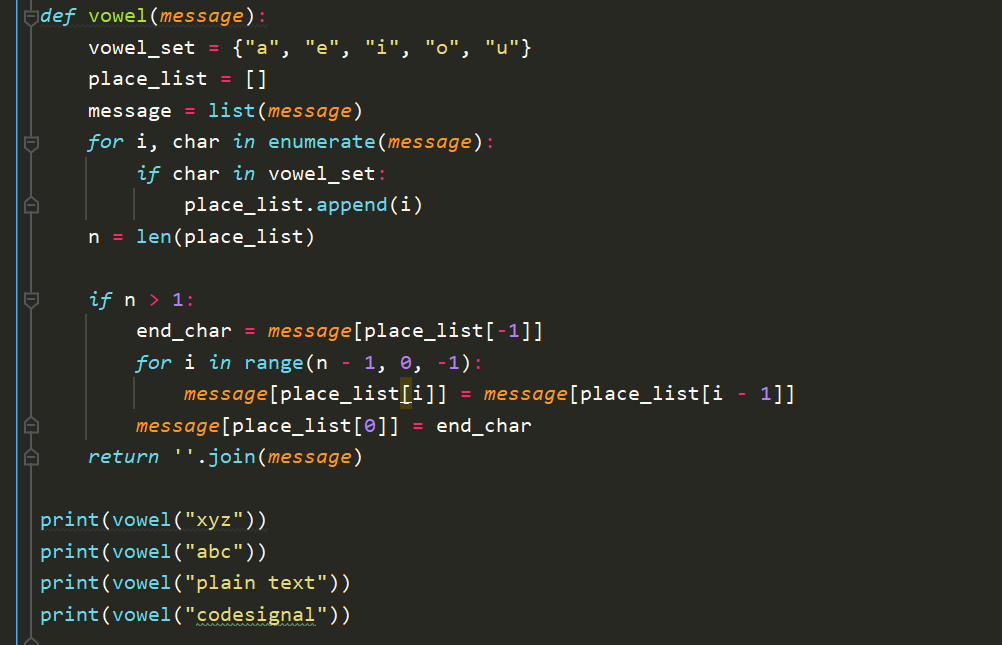 def vowel(message):
    vowel_set = {"a", "e", "i", "o", "u"}
    place_list = []
    message = list(message)
    for i, char in enumerate(message):
        if char in vowel_set:
            place_list.append(i)
    n = len(place_list)

    if n > 1:
        end_char = message[place_list[-1]]
        for i in range(n - 1, 0, -1):
            message[place_list[i]] = message[place_list[i - 1]]
        message[place_list[0]] = end_char
    return ''.join(message)

print(vowel("xyz"))
print(vowel("abc"))
print(vowel("plain text"))
print(vowel("codesignal"))